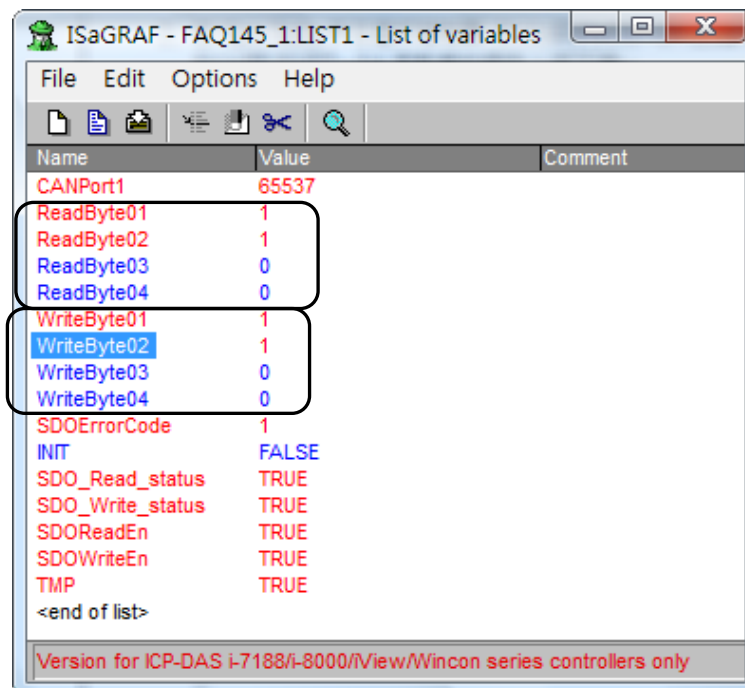 ISaGRAF - FAQ145_1:LIST1 - List of variables
File Edit Options Help
Name Value Comment
CANPort1 65537
ReadByte01 1
ReadByte02 1
ReadByte03 0
ReadByte04 0
WriteByte01 1
WriteByte02 1
WriteByte03 0
WriteByte04 0
SDOErrorCode 1
INIT FALSE
SDO_Read_status TRUE
SDO_Write_status TRUE
SDOReadEn TRUE
SDOWriteEn TRUE
TMP TRUE
<end of list>
Version for ICP-DAS i-7188/i-8000/iView/Wincon series controllers only